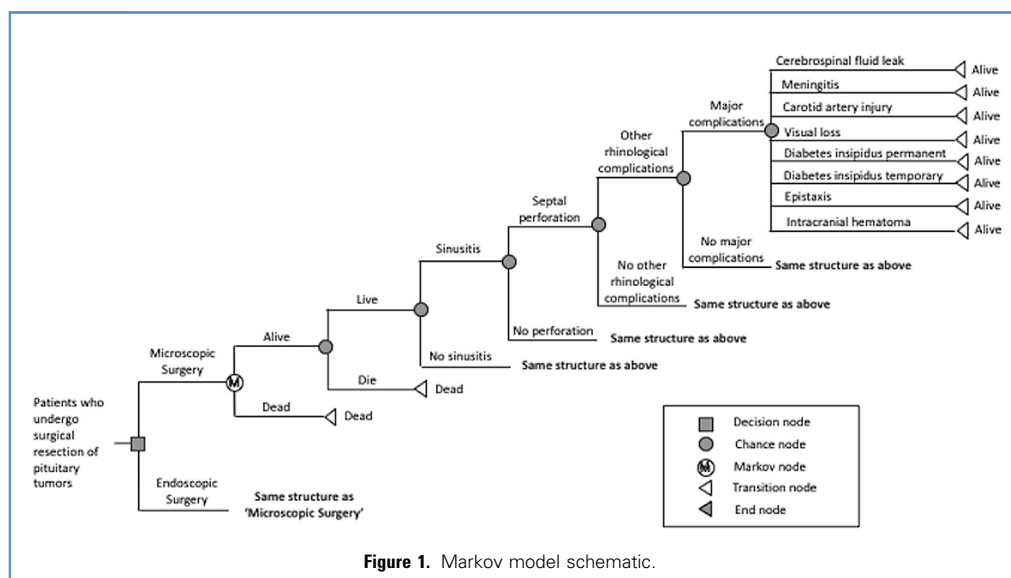 Cerebrospinal fluid leak
Alive
Meningitis
Alive
Major
complications
Carotid artery injury
Alive
Visual loss
Alive
Other
rhinological
complications
Diabetes insipidus permanent
Alive
Diabetes insipidus temporary
Alive
Epistaxis
Alive
Intracranial hematoma
Alive
Septal
perforation
No major
complications
Same structure as above
Sinusitis
No other
rhinological
complications
Same structure as above
Live
No perforation
Same structure as above
Alive
No sinusitis
Same structure as above
Microscopic
Surgery
M
Die
Dead
Dead
Dead
Patients who
undergo
surgical
resection of
pituitary
tumors
Endoscopic
Surgery
Same structure as
'Microscopic Surgery'
Decision node
Chance node
M
Markov node
Transition node
End node
Figure 1. Markov model schematic.